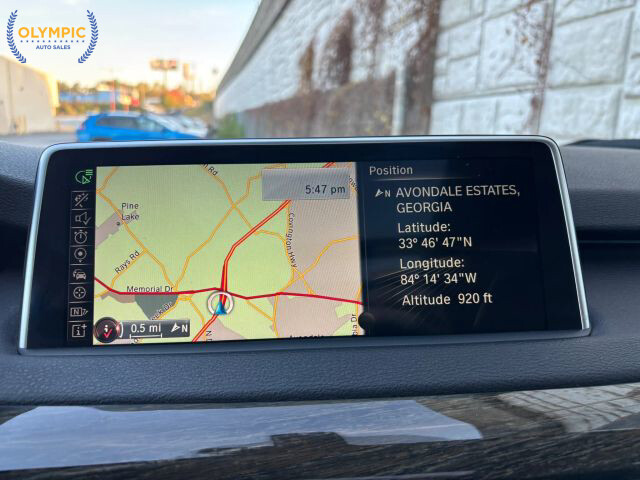 OLYMPIC
AUTO SALES
Rd
5:47 pm
Pine
Lake
Covington Hwy
Rays Rd
Memorial Dr
0.5 mi
N
Position
N AVONDALE ESTATES,
GEORGIA
Latitude:
33° 46' 47"N
Longitude:
84° 14' 34"W
Altitude 920 ft